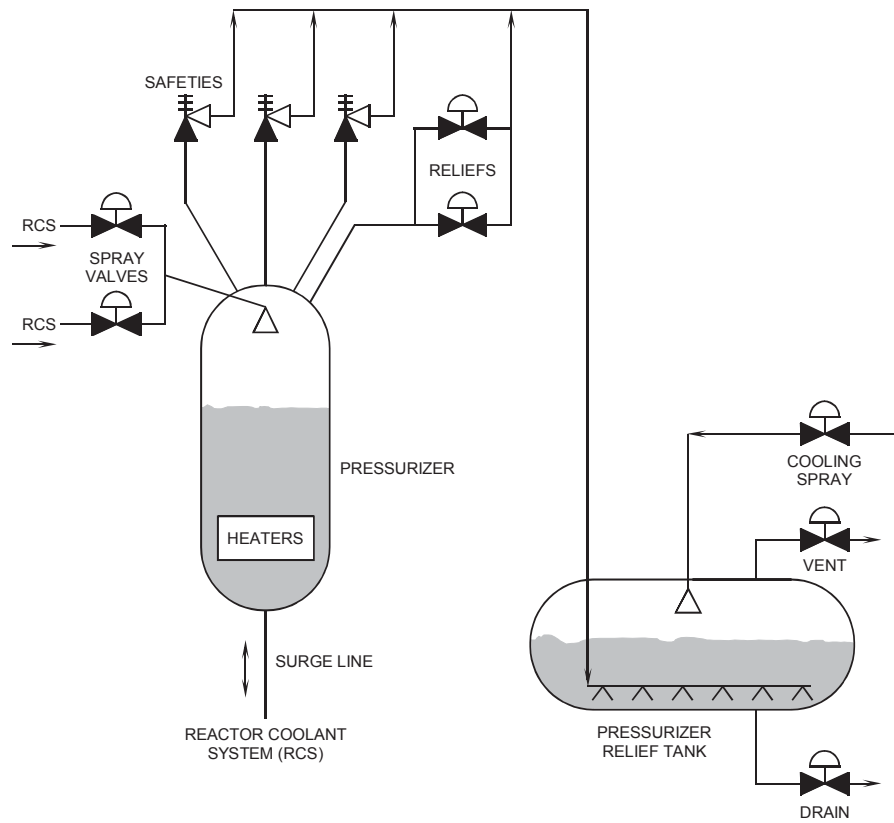 SAFETIES
RELIEFS
RCS
SPRAY
VALVES
RCS
PRESSURIZER
HEATERS
COOLING
SPRAY
VENT
SURGE LINE
REACTOR COOLANT
SYSTEM (RCS)
PRESSURIZER
RELIEF TANK
DRAIN